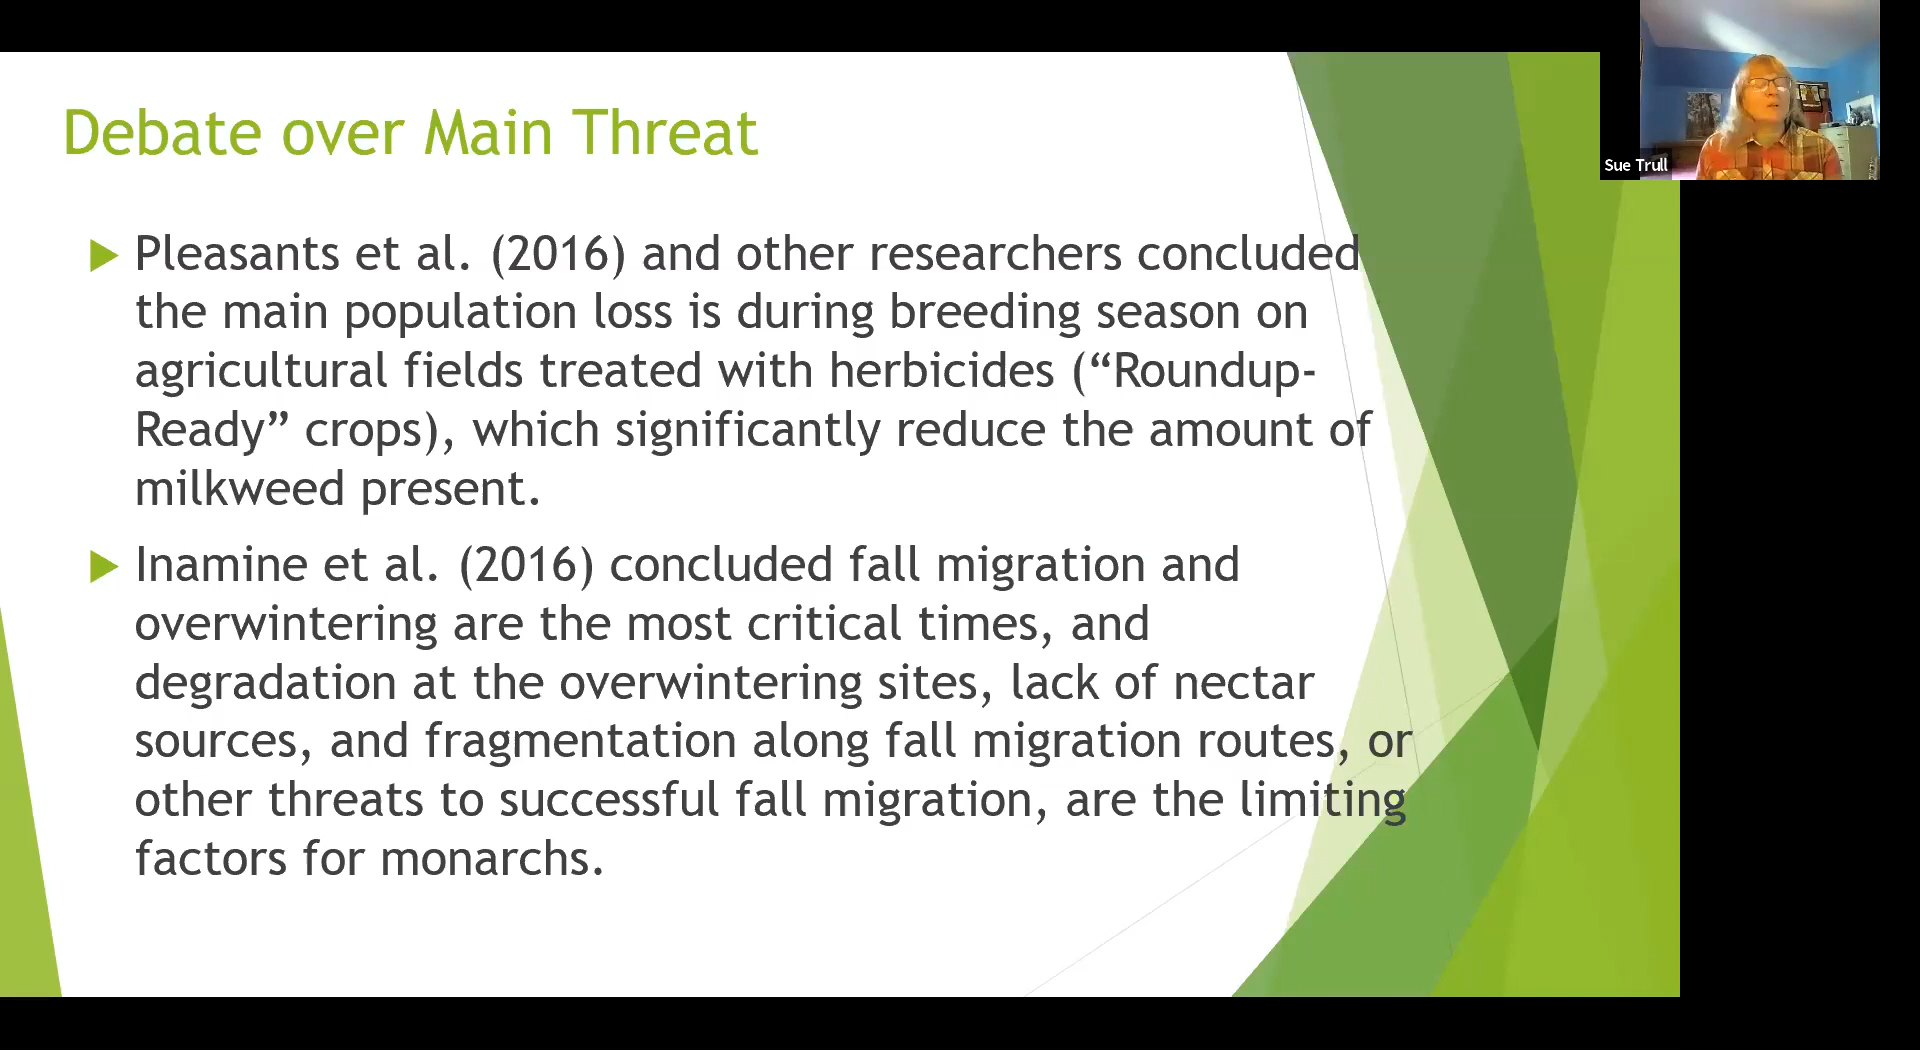 Debate over Main Threat
Sue Trull
Pleasants et al. (2016) and other researchers concluded
the main population loss is during breeding season on
agricultural fields treated with herbicides (“Roundup-
Ready” crops), which significantly reduce the amount of
milkweed present.
Inamine et al. (2016) concluded fall migration and
overwintering are the most critical times, and
degradation at the overwintering sites, lack of nectar
sources, and fragmentation along fall migration routes, or
other threats to successful fall migration, are the limiting
factors for monarchs.